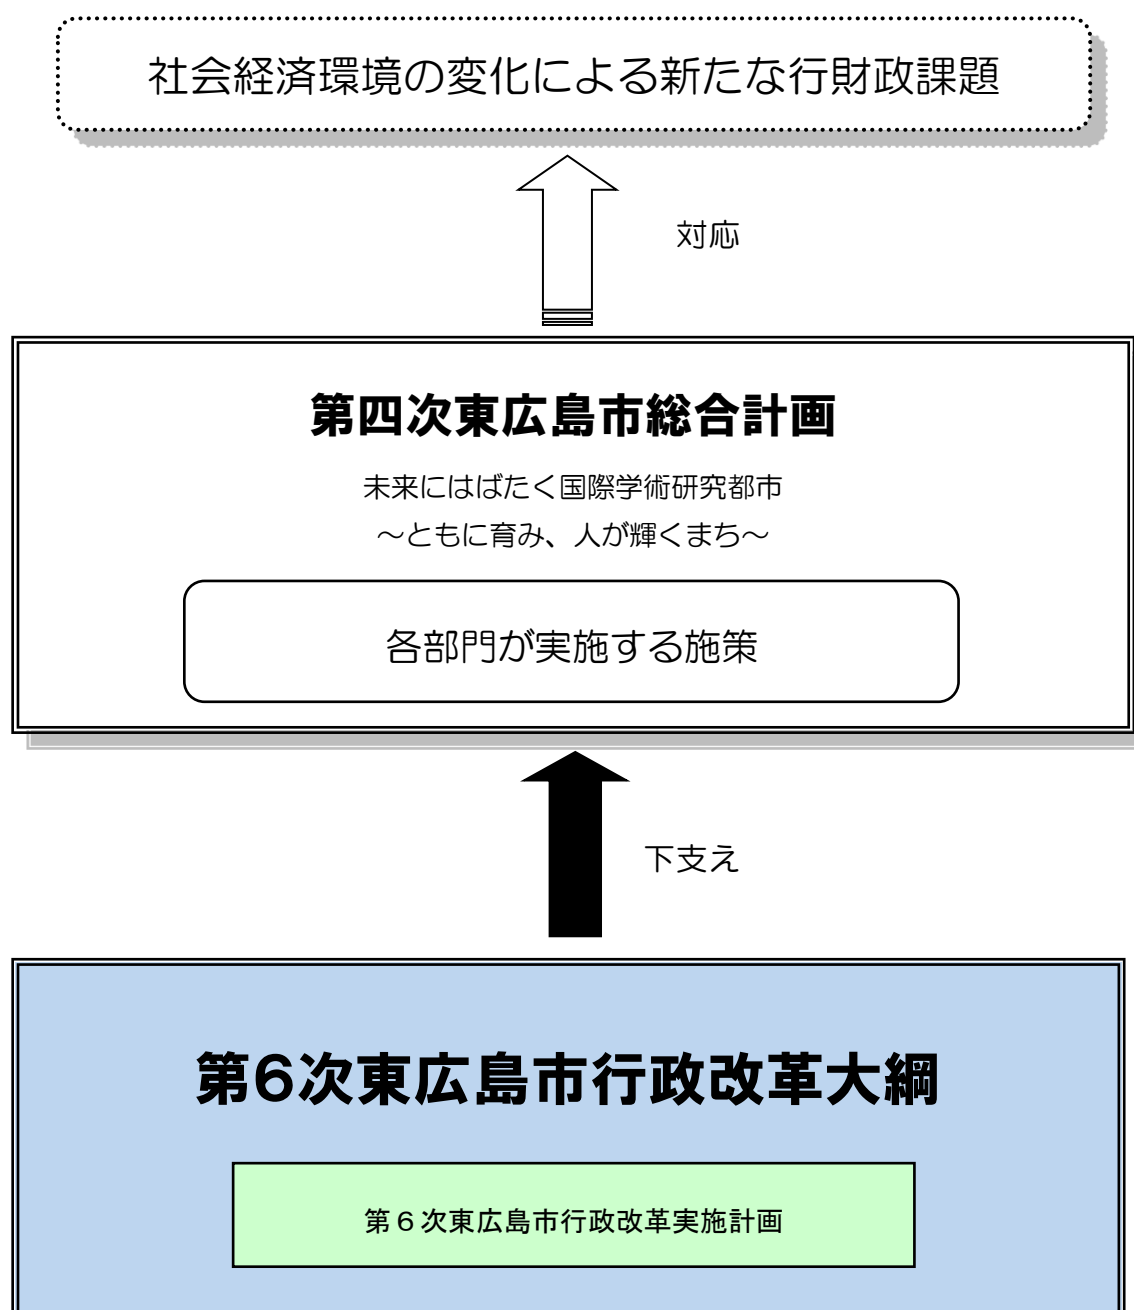 社会経済環境の変化による新たな行財政課題
対応
第四次東広島市総合計画
未来にはばたく国際学術研究都市
～ともに育み、人が輝くまち～
各部門が実施する施策
下支え
第6次東広島市行政改革大綱
第６次東広島市行政改革実施計画